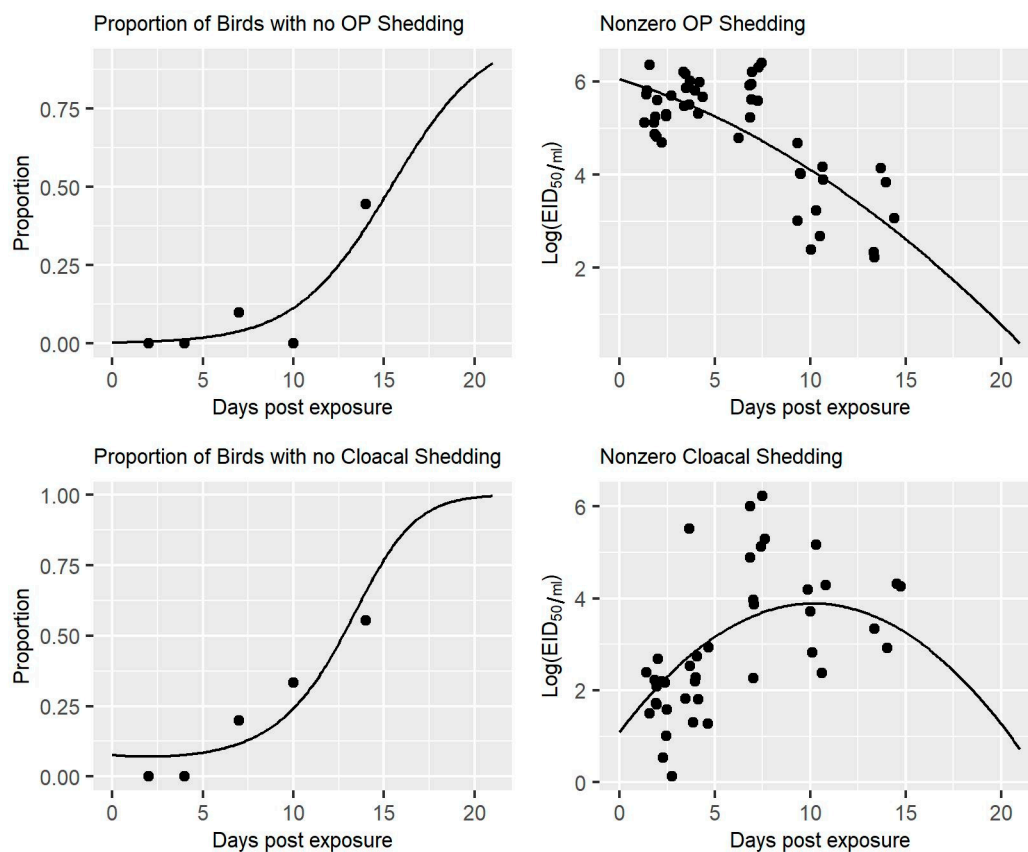 Proportion of Birds with no OP Shedding
Proportion
0.75
0.50
0.25
0.00
0 5 10 15 20
Days post exposure
Nonzero OP Shedding
Log(EID50/ml)
6
4
2
0 5 10 15 20
Days post exposure
Proportion of Birds with no Cloacal Shedding
Proportion
1.00
0.75
0.50
0.25
0.00
0 5 10 15 20
Days post exposure
Nonzero Cloacal Shedding
Log(EID50/ml)
6
4
2
0
0 5 10 15 20
Days post exposure